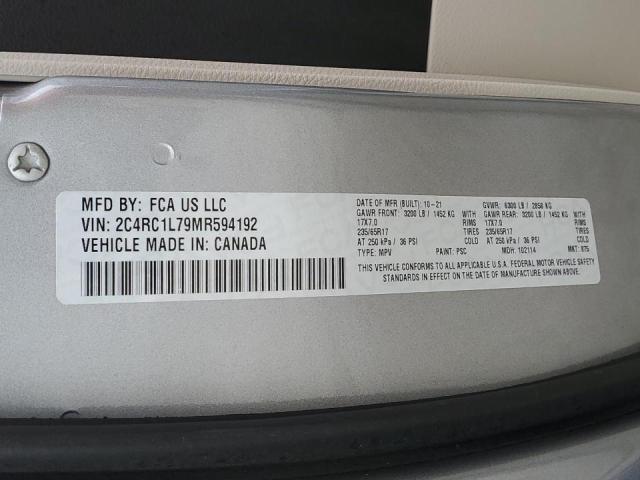 MFD BY: FCA US LLC
VIN: 2C4RC1L79MR594192
VEHICLE MADE IN: CANADA
DATE OF MFR (BUILT): 10-21 GVWR: 6300 LB / 2858 KG
GAWR FRONT: 3200 LB / 1452 KG WITH GAWR REAR: 3200 LB / 1452 KG WITH
17X7.0 RIMS 17X7.0 RIMS
235/65R17 TIRES 235/65R17 TIRES
AT 250 kPa / 36 PSI COLD AT 250 kPa / 36 PSI COLD
TYPE: MPV PAINT: PSC MDH: 102114 MKT: 875
THIS VEHICLE CONFORMS TO ALL APPLICABLE U.S.A. FEDERAL MOTOR VEHICLE SAFETY
STANDARDS IN EFFECT ON THE DATE OF MANUFACTURE SHOWN ABOVE.